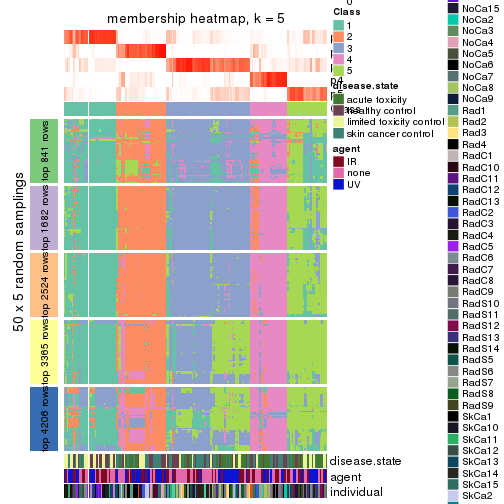 membership heatmap, k = 5
50 x 5 random samplings
top 841 rows
top 1682 rows
top 2524 rows
top 3365 rows
top 4206 rows
disease.state
agent
individual
Class
1
2
3
4
5
disease.state
acute toxicity
healthy control
limited toxicity control
skin cancer control
agent
IR
none
UV
NoCa15
NoCa2
NoCa3
NoCa4
NoCa5
NoCa6
NoCa7
NoCa8
NoCa9
Rad1
Rad2
Rad3
Rad4
RadC1
RadC10
RadC11
RadC12
RadC13
RadC2
RadC3
RadC4
RadC5
RadC6
RadC7
RadC8
RadC9
RadS10
RadS11
RadS12
RadS13
RadS14
RadS5
RadS6
RadS7
RadS8
RadS9
SkCa1
SkCa10
SkCa11
SkCa12
SkCa13
SkCa14
SkCa15
SkCa2